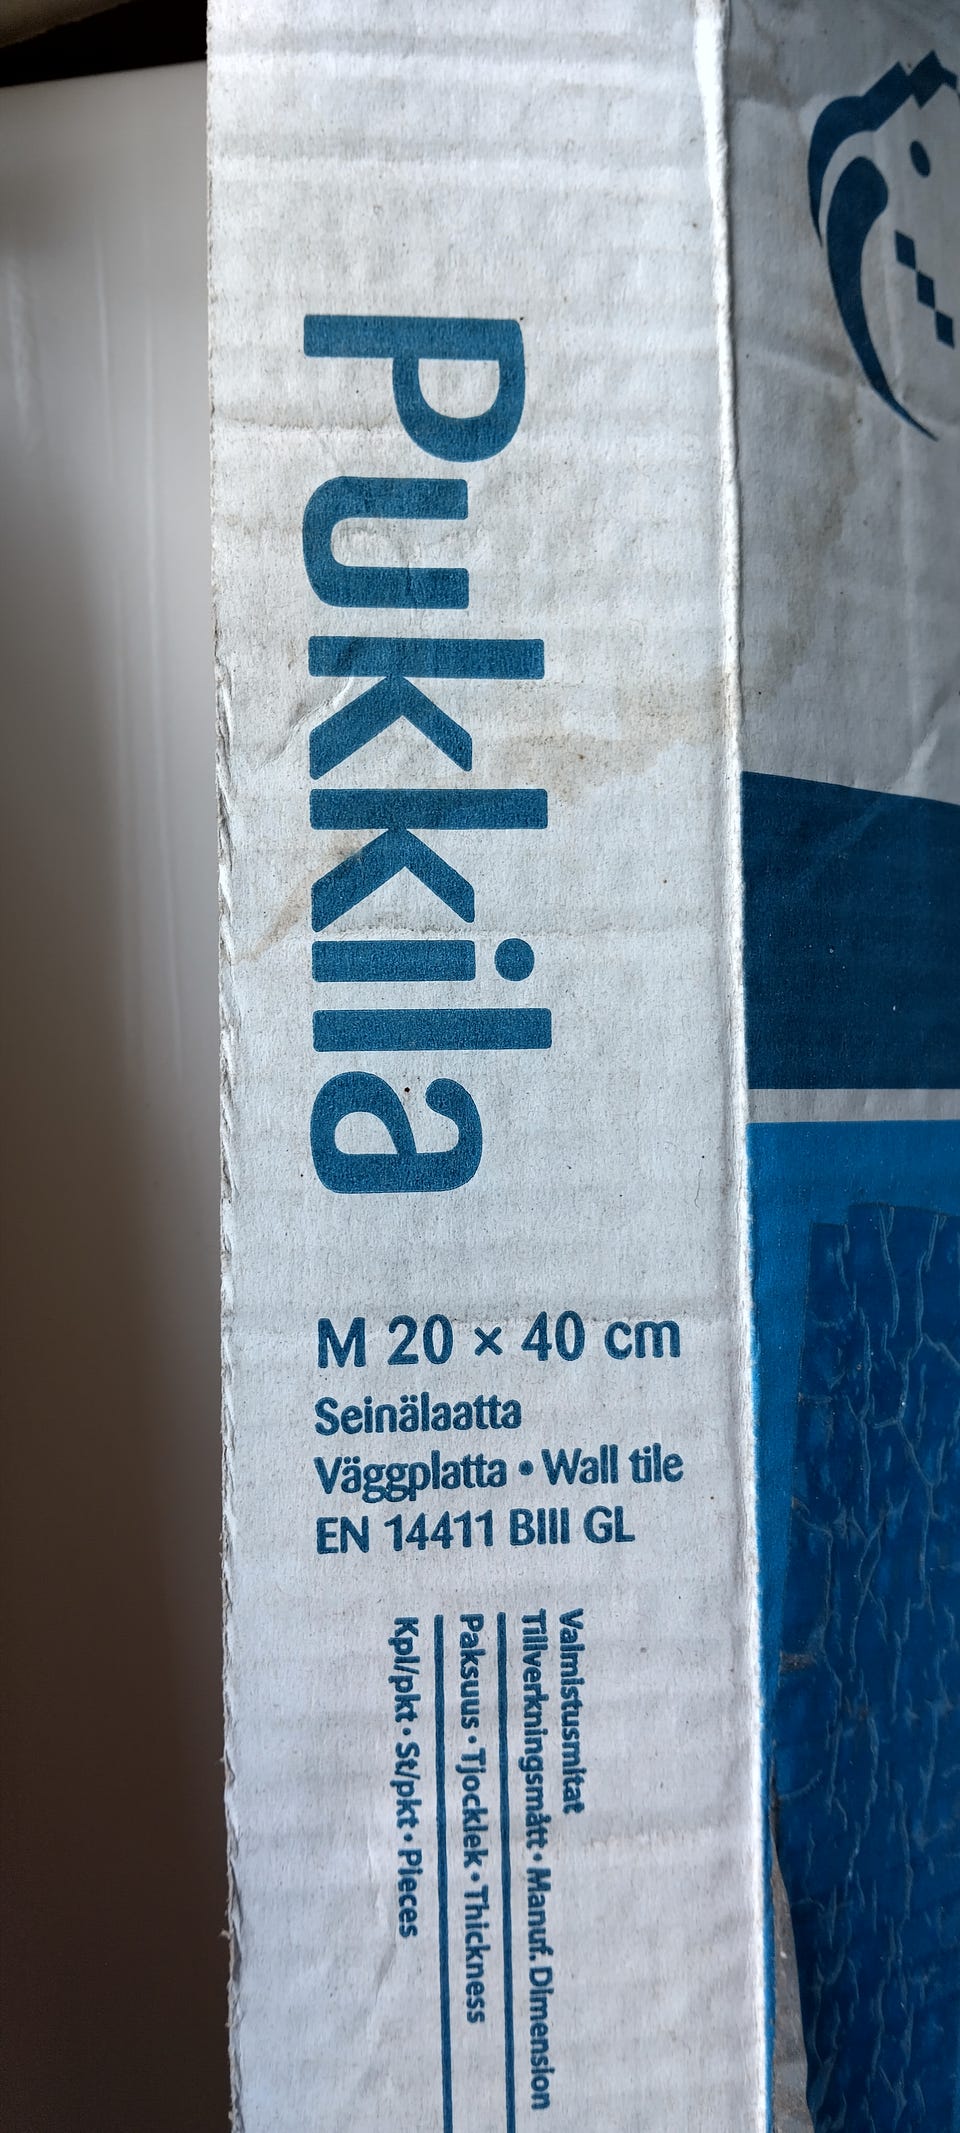 Pukkila
M 20 × 40 cm
Seinälaatta
Väggplatta • Wall tile
EN 14411 BIII GL
Valmistusmitat
Tillverkningsmått • Manuf. Dimension
Paksuus • Tjocklek • Thickness
Kpl/pkt • St/pkt • Pieces